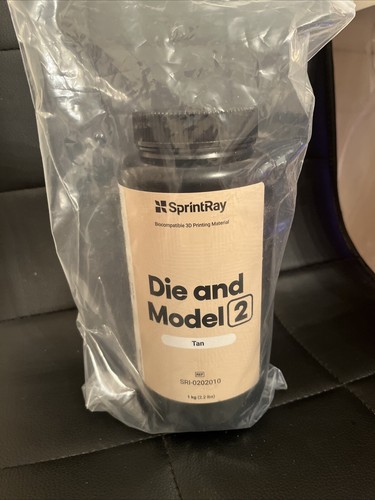 SprintRay
Biocompatible 3D Printing Material
Die and
Model 2
Tan
REF
SRI-0202010
1 kg (2.2 lbs)